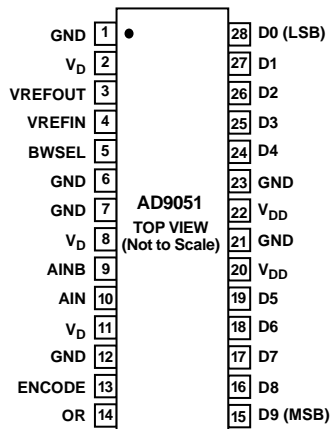 GND 1 28 D0 (LSB)
VD 2 27 D1
VREFOUT 3 26 D2
VREFIN 4 25 D3
BWSEL 5 24 D4
GND 6 23 GND
GND 7 22 VDD
VD 8 21 GND
AINB 9 20 VDD
AIN 10 19 D5
VD 11 18 D6
GND 12 17 D7
ENCODE 13 16 D8
OR 14 15 D9 (MSB)
AD9051
TOP VIEW
(Not to Scale)